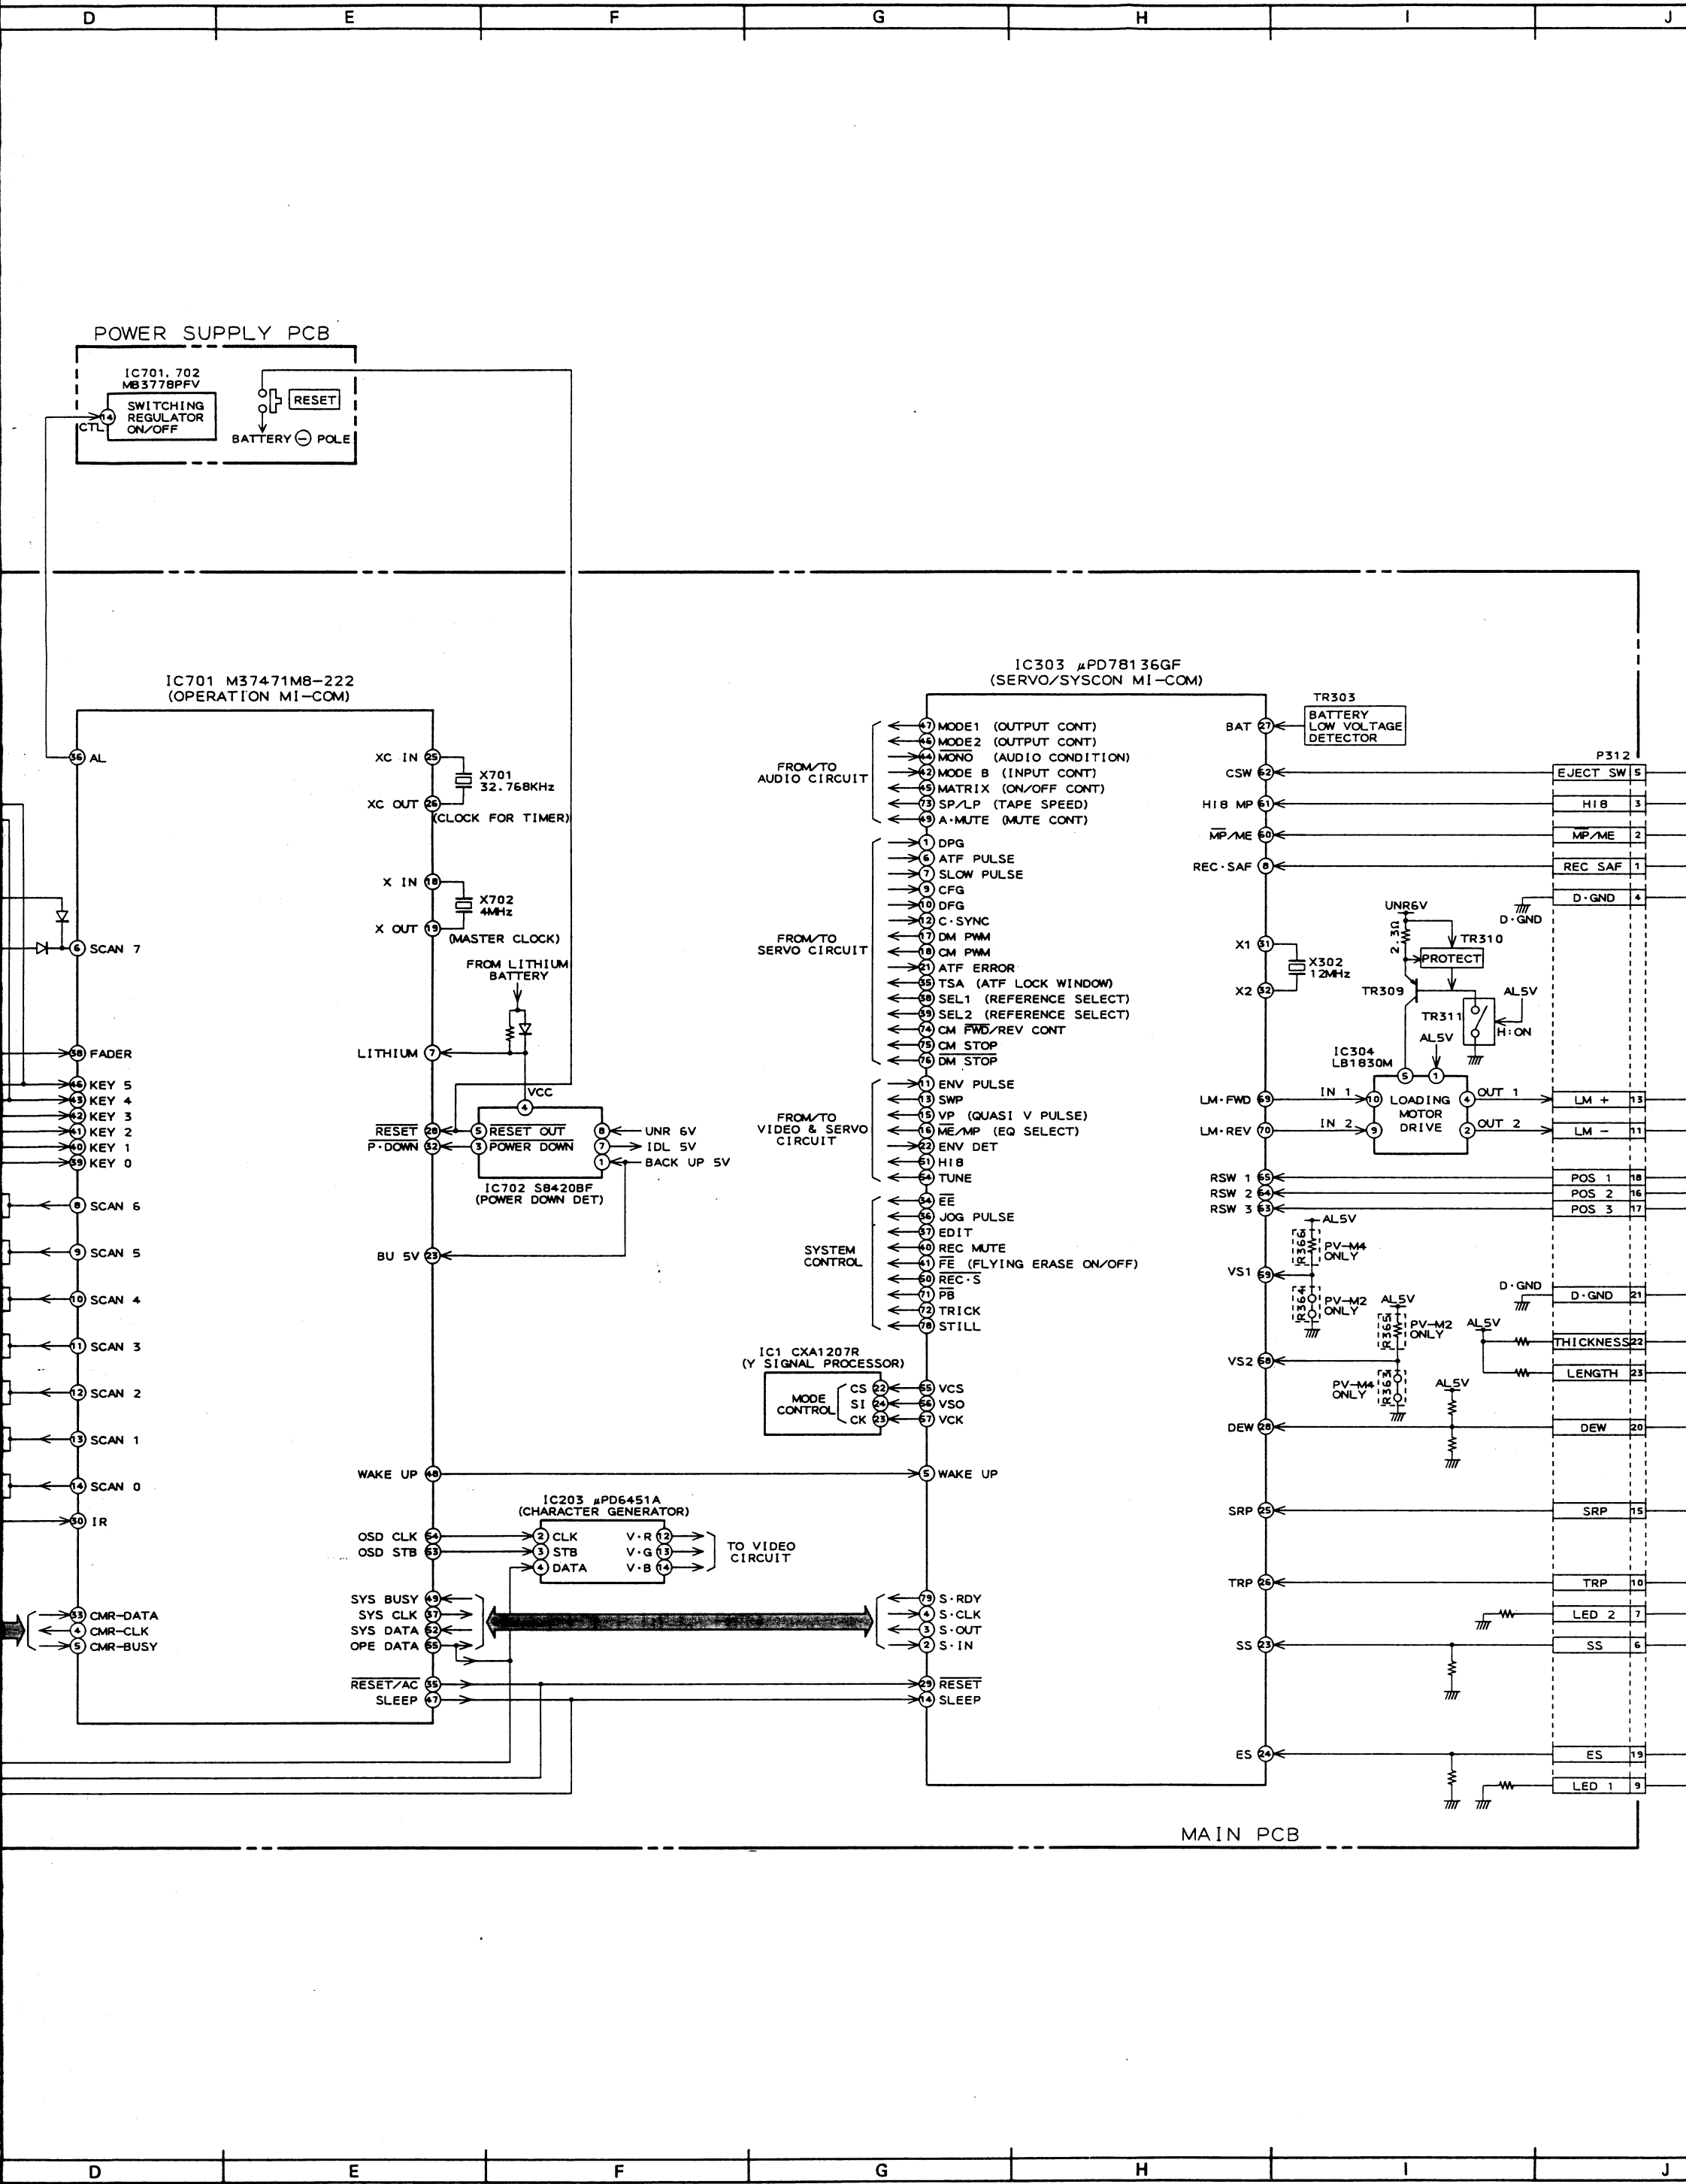 D E F G H I J
POWER SUPPLY PCB
IC701, 702
MB3778PFV
SWITCHING
REGULATOR
ON/OFF
14
CTL
RESET
BATTERY ⊖ POLE
IC701 M37471M8-222
(OPERATION MI-COM)
36 AL
6 SCAN 7
38 FADER
46 KEY 5
43 KEY 4
42 KEY 3
41 KEY 2
40 KEY 1
39 KEY 0
8 SCAN 6
9 SCAN 5
10 SCAN 4
11 SCAN 3
12 SCAN 2
13 SCAN 1
14 SCAN 0
30 IR
33 CMR-DATA
4 CMR-CLK
5 CMR-BUSY
XC IN 25
X701
32.768KHz
XC OUT 26
(CLOCK FOR TIMER)
X IN 18
X702
4MHz
X OUT 19
(MASTER CLOCK)
FROM LITHIUM
BATTERY
LITHIUM 7
VCC
4
RESET 28
P·DOWN 32
5 RESET OUT
3 POWER DOWN
8 UNR 6V
7 IDL 5V
1 BACK UP 5V
IC702 S8420BF
(POWER DOWN DET)
BU 5V 23
WAKE UP 48
IC203 μPD6451A
(CHARACTER GENERATOR)
OSD CLK 54
OSD STB 53
2 CLK
3 STB
4 DATA
V·R 12
V·G 13
V·B 14
TO VIDEO
CIRCUIT
SYS BUSY 49
SYS CLK 37
SYS DATA 52
OPE DATA 55
RESET/AC 35
SLEEP 47
IC303 μPD78136GF
(SERVO/SYSCON MI-COM)
FROM/TO
AUDIO CIRCUIT
47 MODE1 (OUTPUT CONT)
46 MODE2 (OUTPUT CONT)
44 MONO (AUDIO CONDITION)
42 MODE B (INPUT CONT)
45 MATRIX (ON/OFF CONT)
73 SP/LP (TAPE SPEED)
49 A·MUTE (MUTE CONT)
FROM/TO
SERVO CIRCUIT
1 DPG
6 ATF PULSE
7 SLOW PULSE
9 CFG
10 DFG
12 C·SYNC
17 DM PWM
18 CM PWM
21 ATF ERROR
35 TSA (ATF LOCK WINDOW)
38 SEL1 (REFERENCE SELECT)
39 SEL2 (REFERENCE SELECT)
74 CM FWD/REV CONT
75 CM STOP
76 DM STOP
FROM/TO
VIDEO & SERVO
CIRCUIT
11 ENV PULSE
13 SWP
15 VP (QUASI V PULSE)
16 ME/MP (EQ SELECT)
22 ENV DET
51 HI8
54 TUNE
SYSTEM
CONTROL
34 EE
36 JOG PULSE
37 EDIT
40 REC MUTE
41 FE (FLYING ERASE ON/OFF)
50 REC·S
71 PB
72 TRICK
78 STILL
IC1 CXA1207R
(Y SIGNAL PROCESSOR)
MODE
CONTROL
CS 22
SI 24
CK 23
55 VCS
56 VSO
57 VCK
5 WAKE UP
79 S·RDY
4 S·CLK
3 S·OUT
2 S·IN
29 RESET
14 SLEEP
TR303
BATTERY
LOW VOLTAGE
DETECTOR
BAT 27
CSW 62
HI8 MP 61
MP/ME 60
REC·SAF 8
X1 31
X302
12MHz
X2 32
UNR6V
2.3Ω
TR310
PROTECT
TR309
TR311
AL5V
H:ON
AL5V
IC304
LB1830M
5 1
LM·FWD 69
IN 1
10
LOADING
MOTOR
DRIVE
4
OUT 1
LM·REV 70
IN 2
9
2
OUT 2
RSW 1 65
RSW 2 64
RSW 3 63
AL5V
R366
PV-M4
ONLY
VS1 59
R364
PV-M2
ONLY
AL5V
R365
PV-M2
ONLY
VS2 58
PV-M4
ONLY
R363
AL5V
AL5V
DEW 28
SRP 25
TRP 26
SS 23
ES 24
P312
EJECT SW 5
HI8 3
MP/ME 2
REC SAF 1
D·GND 4
D·GND
LM + 13
LM - 11
POS 1 18
POS 2 16
POS 3 17
D·GND
D·GND 21
THICKNESS 22
LENGTH 23
DEW 20
SRP 15
TRP 10
LED 2 7
SS 6
ES 19
LED 1 9
MAIN PCB
D E F G H I J